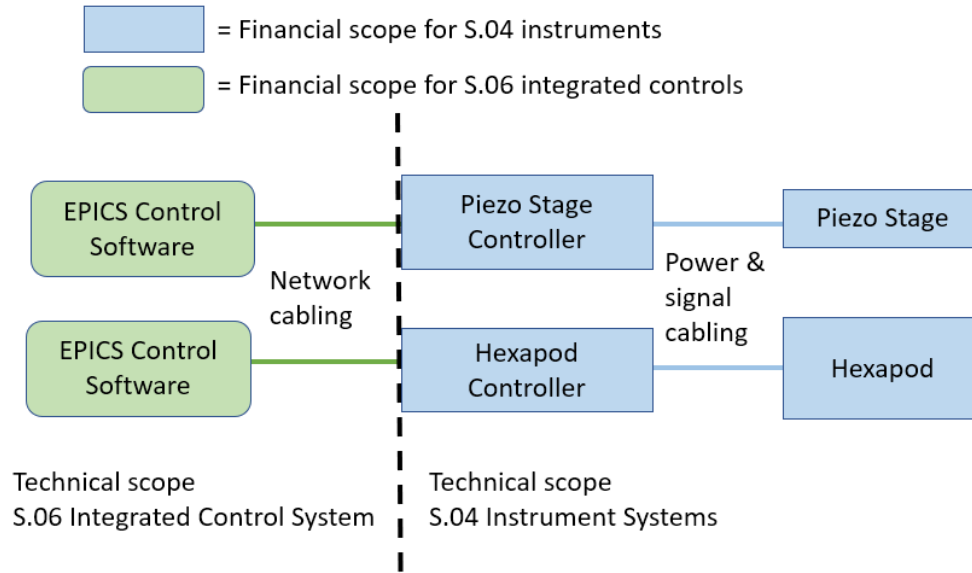 = Financial scope for S.04 instruments
= Financial scope for S.06 integrated controls
EPICS Control
Software
Piezo Stage
Controller
Piezo Stage
Network
cabling
Power &
signal
cabling
EPICS Control
Software
Hexapod
Controller
Hexapod
Technical scope
S.06 Integrated Control System
Technical scope
S.04 Instrument Systems